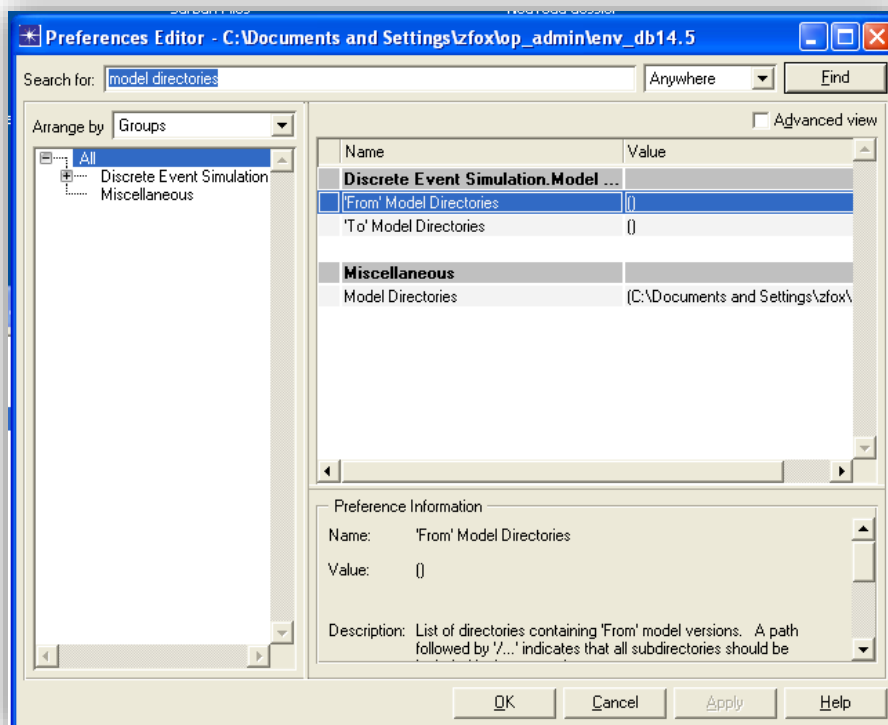 Preferences Editor - C:\Documents and Settings\zfox\op_admin\env_db14.5
Search for: model directories Anywhere Find
Arrange by Groups
Advanced view
All
Discrete Event Simulation
Miscellaneous
Name Value
Discrete Event Simulation.Model ...
'From' Model Directories ()
'To' Model Directories ()
Miscellaneous
Model Directories (C:\Documents and Settings\zfox\
Preference Information
Name: 'From' Model Directories
Value: ()
Description: List of directories containing 'From' model versions. A path
followed by '/...' indicates that all subdirectories should be
OK Cancel Apply Help